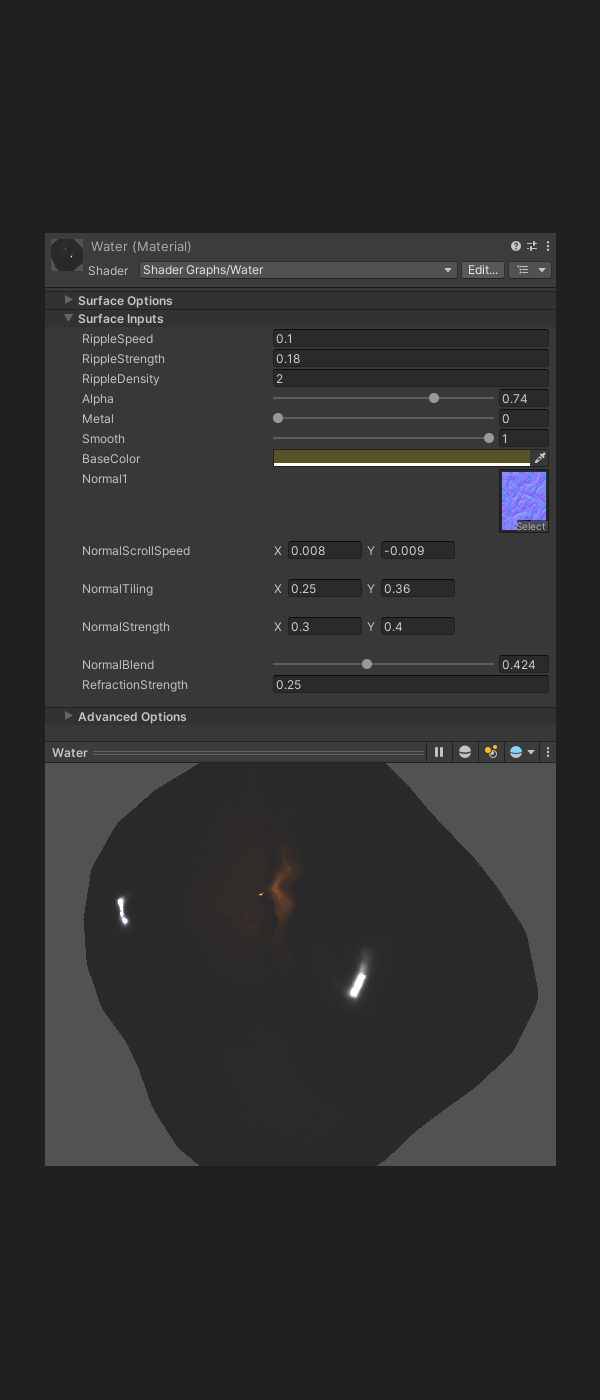 Water (Material)
Shader Shader Graphs/Water Edit...
Surface Options
Surface Inputs
RippleSpeed 0.1
RippleStrength 0.18
RippleDensity 2
Alpha 0.74
Metal 0
Smooth 1
BaseColor
Normal1
Select
NormalScrollSpeed X 0.008 Y -0.009
NormalTiling X 0.25 Y 0.36
NormalStrength X 0.3 Y 0.4
NormalBlend 0.424
RefractionStrength 0.25
Advanced Options
Water